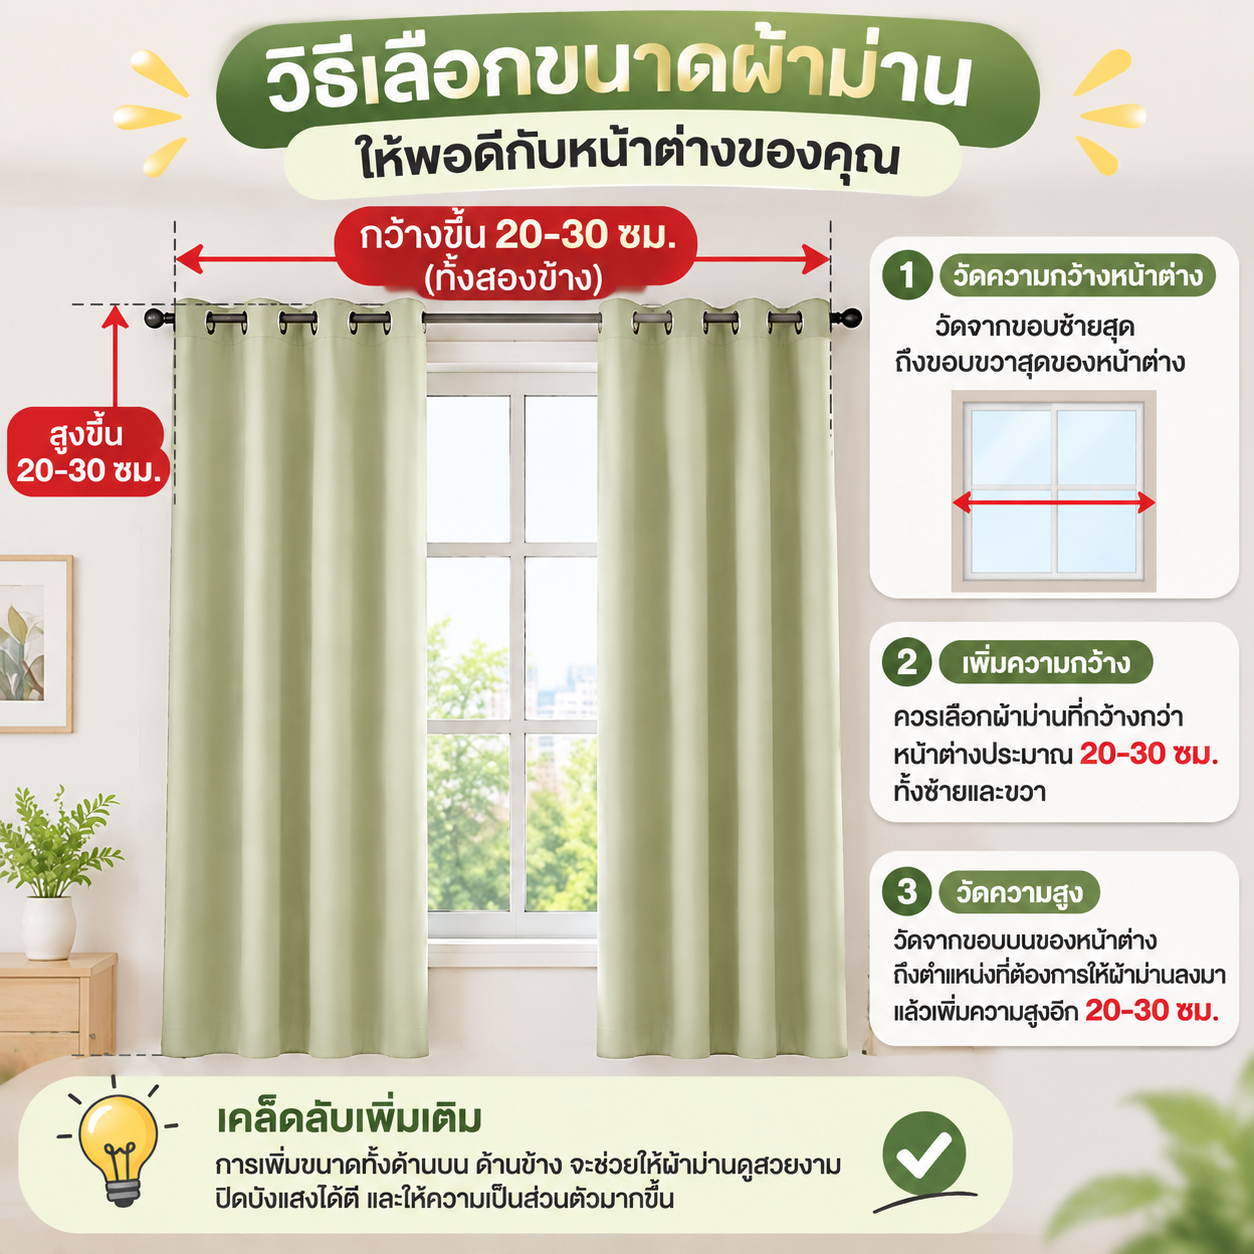 วิธีเลือกขนาดผ้าม่าน
ให้พอดีกับหน้าต่างของคุณ
กว้างขึ้น 20-30 ซม.
(ทั้งสองข้าง)
สูงขึ้น
20-30 ซม.
1 วัดความกว้างหน้าต่าง
วัดจากขอบซ้ายสุด
ถึงขอบขวาสุดของหน้าต่าง
2 เพิ่มความกว้าง
ควรเลือกผ้าม่านที่กว้างกว่า
หน้าต่างประมาณ 20-30 ซม.
ทั้งซ้ายและขวา
3 วัดความสูง
วัดจากขอบบนของหน้าต่าง
ถึงตำแหน่งที่ต้องการให้ผ้าม่านลงมา
แล้วเพิ่มความสูงอีก 20-30 ซม.
เคล็ดลับเพิ่มเติม
การเพิ่มขนาดทั้งด้านบน ด้านข้าง จะช่วยให้ผ้าม่านดูสวยงาม
ปิดบังแสงได้ดี และให้ความเป็นส่วนตัวมากขึ้น